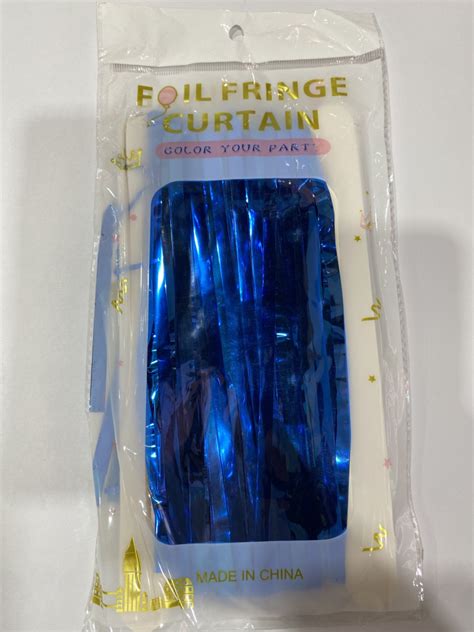 FOIL FRINGE
CURTAIN
COLOR YOUR PART
MADE IN CHINA